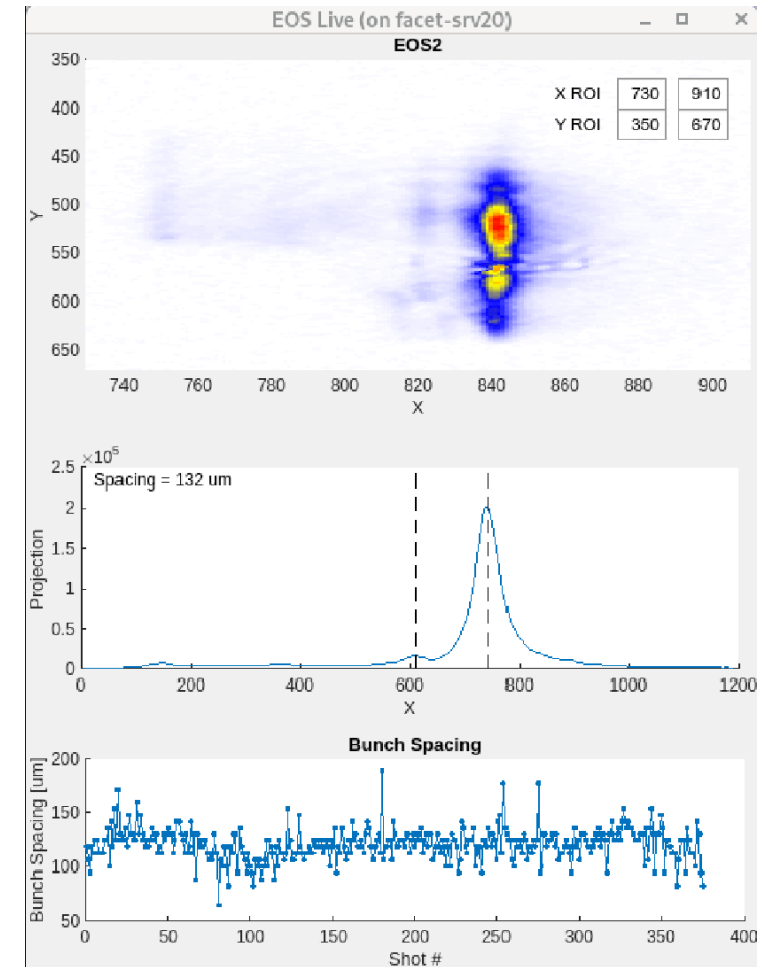 EOS Live (on facet-srv20)
EOS2
X ROI 730 910
Y ROI 350 670
350
400
450
500
550
600
650
Y
740 760 780 800 820 840 860 880 900
X
×10^5
Spacing = 132 um
2.5
2
1.5
1
0.5
0
Projection
0 200 400 600 800 1000 1200
X
Bunch Spacing
200
150
100
50
Bunch Spacing [um]
0 50 100 150 200 250 300 350 400
Shot #